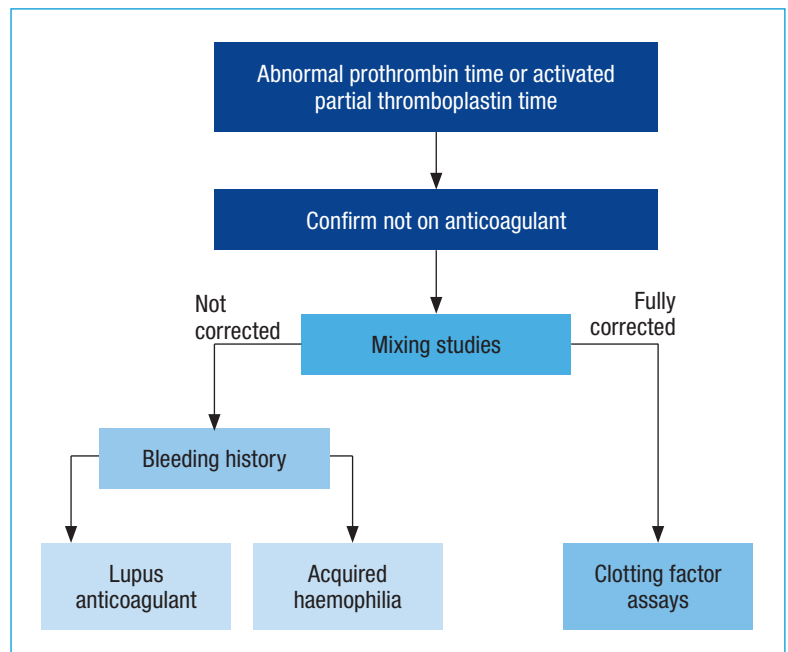 Abnormal prothrombin time or activated
partial thromboplastin time
Confirm not on anticoagulant
Not
corrected
Fully
corrected
Mixing studies
Bleeding history
Lupus
anticoagulant
Acquired
haemophilia
Clotting factor
assays